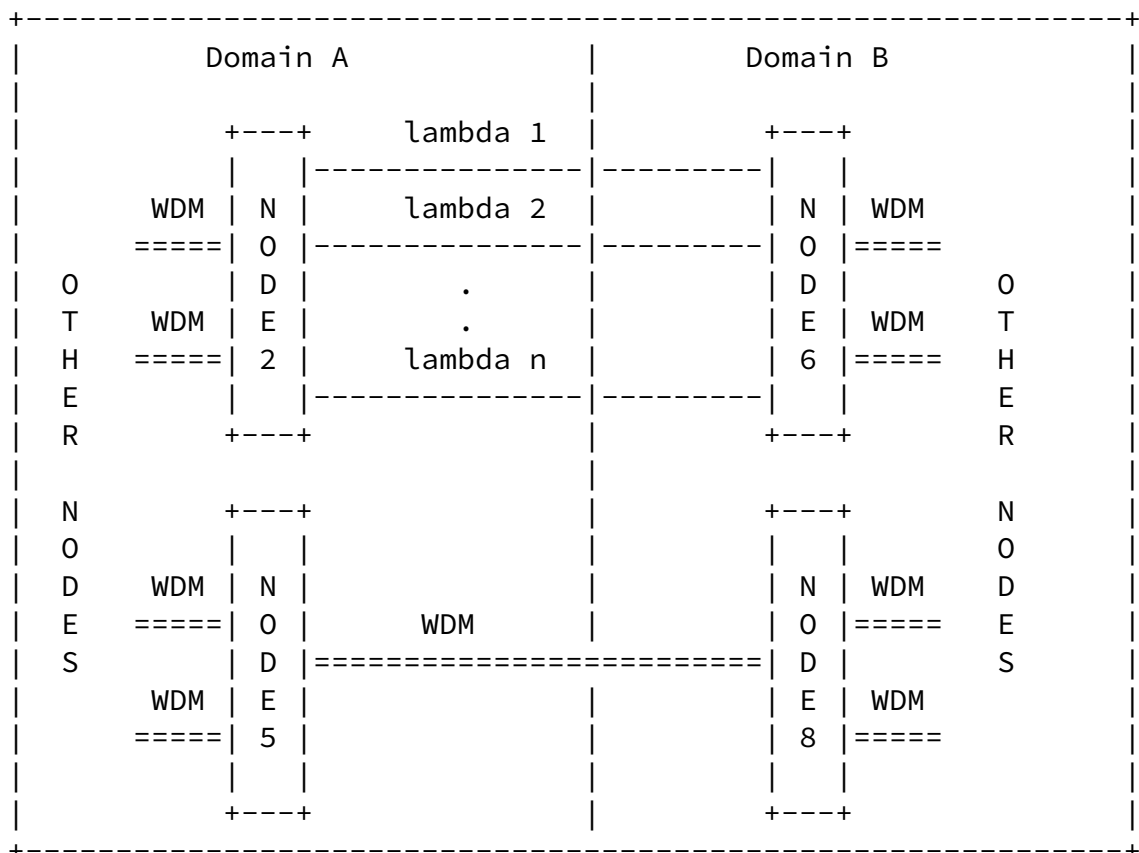 +--------------------------------------------------------------+
|          Domain A             |        Domain B              |
|                               |                              |
|           +---+     lambda 1  |         +---+                |
|           |   |---------------|---------|   |                |
|       WDM | N |     lambda 2  |         | N | WDM            |
|      =====| O |---------------|---------| O |=====           |
|  O        | D |        .      |         | D |        O       |
|  T    WDM | E |        .      |         | E | WDM    T       |
|  H   =====| 2 |     lambda n  |         | 6 |=====   H       |
|  E        |   |---------------|---------|   |        E       |
|  R        +---+               |         +---+        R       |
|                               |                              |
|  N        +---+               |         +---+        N       |
|  O        |   |               |         |   |        O       |
|  D    WDM | N |               |         | N | WDM    D       |
|  E   =====| O |      WDM      |         | O |=====   E       |
|  S        | D |=========================| D |        S       |
|       WDM | E |               |         | E | WDM            |
|      =====| 5 |               |         | 8 |=====           |
|           |   |               |         |   |                |
|           +---+               |         +---+                |
+--------------------------------------------------------------+